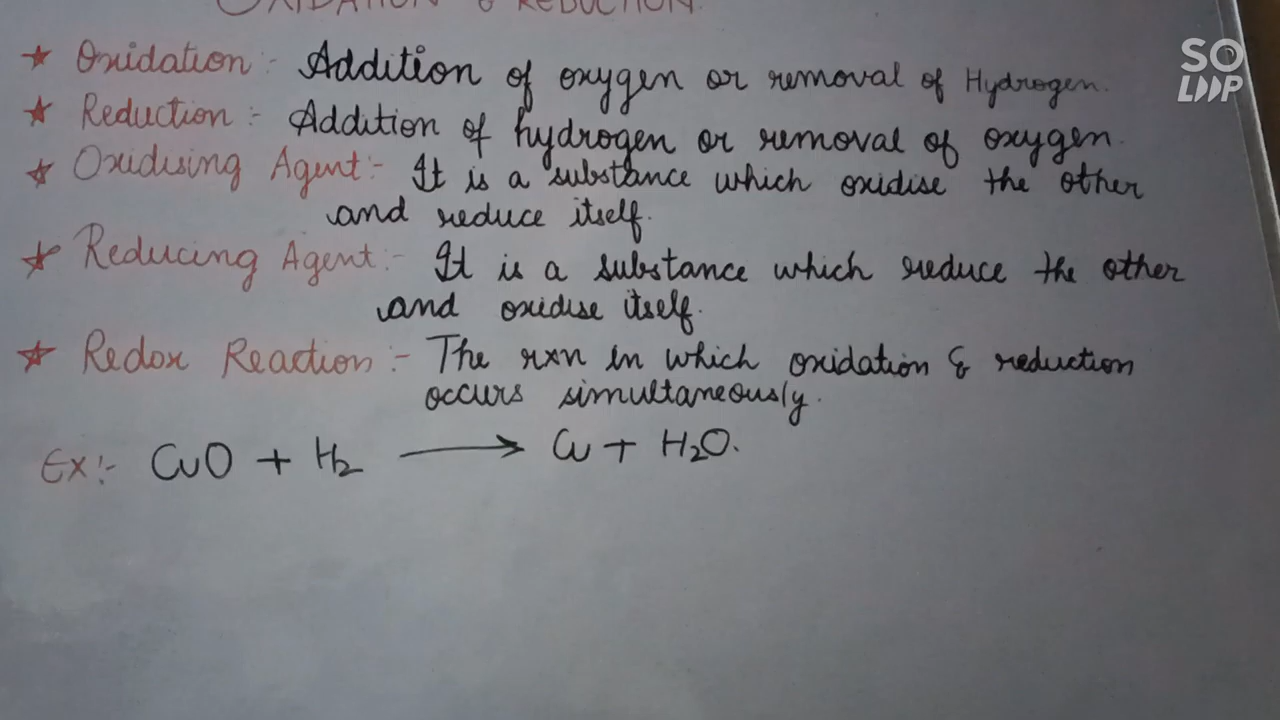 OXIDATION & REDUCTION
★ Oxidation :- Addition of oxygen or removal of Hydrogen.
★ Reduction :- Addition of hydrogen or removal of oxygen.
★ Oxidising Agent :- It is a substance which oxidise the other
and reduce itself.
★ Reducing Agent :- It is a substance which reduce the other
and oxidise itself.
★ Redox Reaction :- The rxn in which oxidation & reduction
occurs simultaneously.
Ex :- CuO + H₂ ⟶ Cu + H₂O.
SO
LOOP